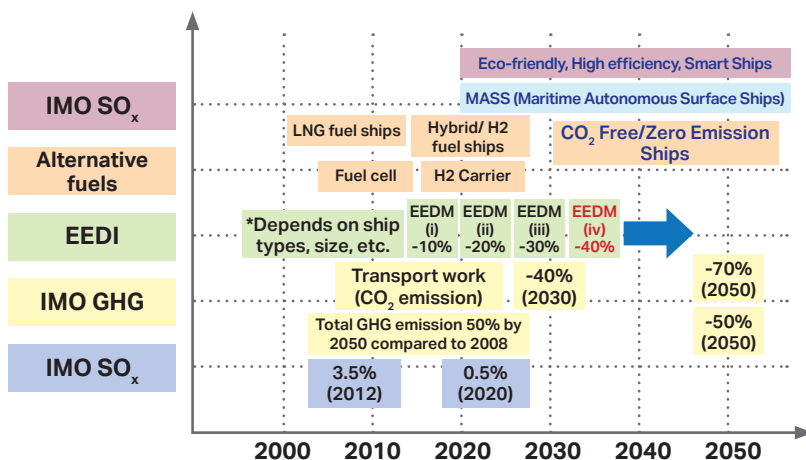 Eco-friendly, High efficiency, Smart Ships
IMO SOx
MASS (Maritime Autonomous Surface Ships)
LNG fuel ships
Hybrid/ H2
fuel ships
CO2 Free/Zero Emission
Ships
Alternative
fuels
Fuel cell
H2 Carrier
EEDI
*Depends on ship
types, size, etc.
EEDM
(i)
-10%
EEDM
(ii)
-20%
EEDM
(iii)
-30%
EEDM
(iv)
-40%
IMO GHG
Transport work
(CO2 emission)
-40%
(2030)
-70%
(2050)
Total GHG emission 50% by
2050 compared to 2008
-50%
(2050)
IMO SOx
3.5%
(2012)
0.5%
(2020)
2000 2010 2020 2030 2040 2050